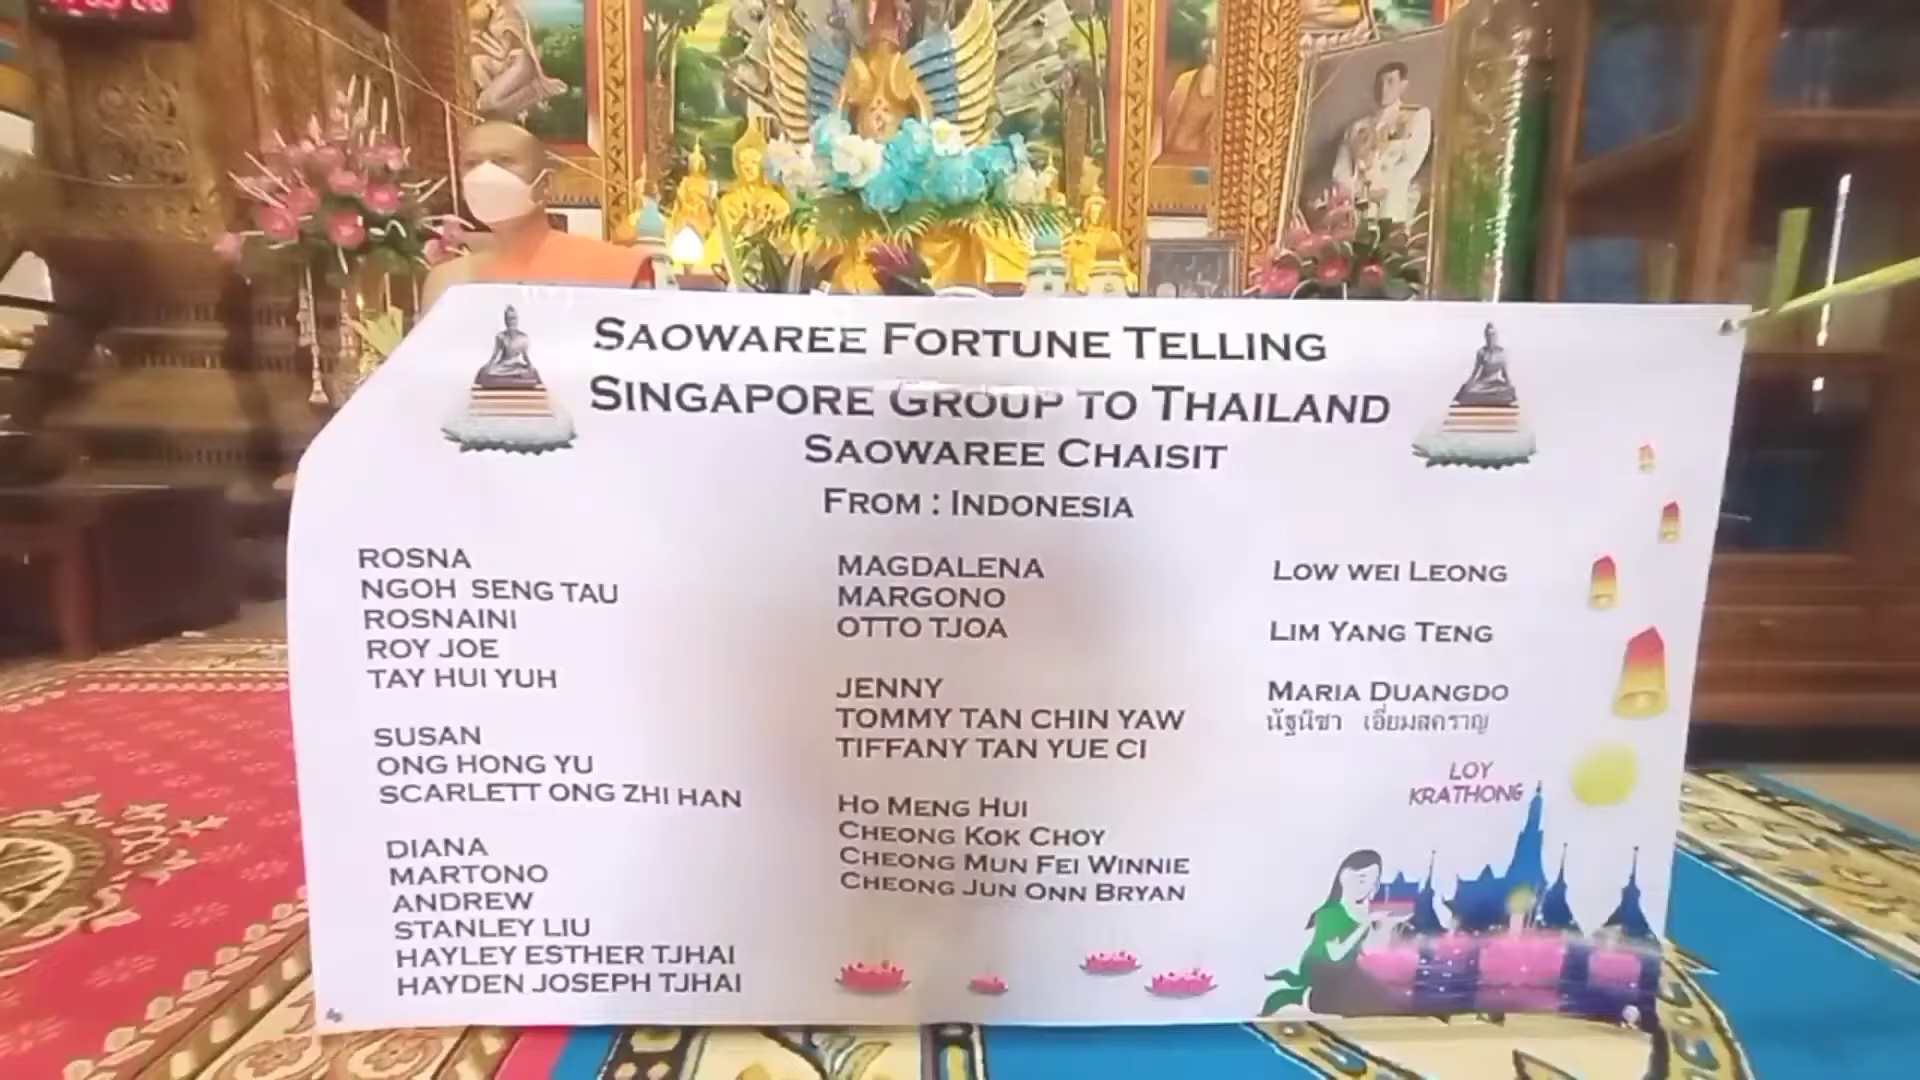 SAOWAREE FORTUNE TELLING
SINGAPORE GROUP TO THAILAND
SAOWAREE CHAISIT
FROM : INDONESIA
ROSNA
NGOH SENG TAU
ROSNAINI
ROY JOE
TAY HUI YUH
SUSAN
ONG HONG YU
SCARLETT ONG ZHI HAN
DIANA
MARTONO
ANDREW
STANLEY LIU
HAYLEY ESTHER TJHAI
HAYDEN JOSEPH TJHAI
MAGDALENA
MARGONO
OTTO TJOA
JENNY
TOMMY TAN CHIN YAW
TIFFANY TAN YUE CI
HO MENG HUI
CHEONG KOK CHOY
CHEONG MUN FEI WINNIE
CHEONG JUN ONN BRYAN
LOW WEI LEONG
LIM YANG TENG
MARIA DUANGDO
นัฐนิชา เอี่ยมสคราญ
LOY
KRATHONG